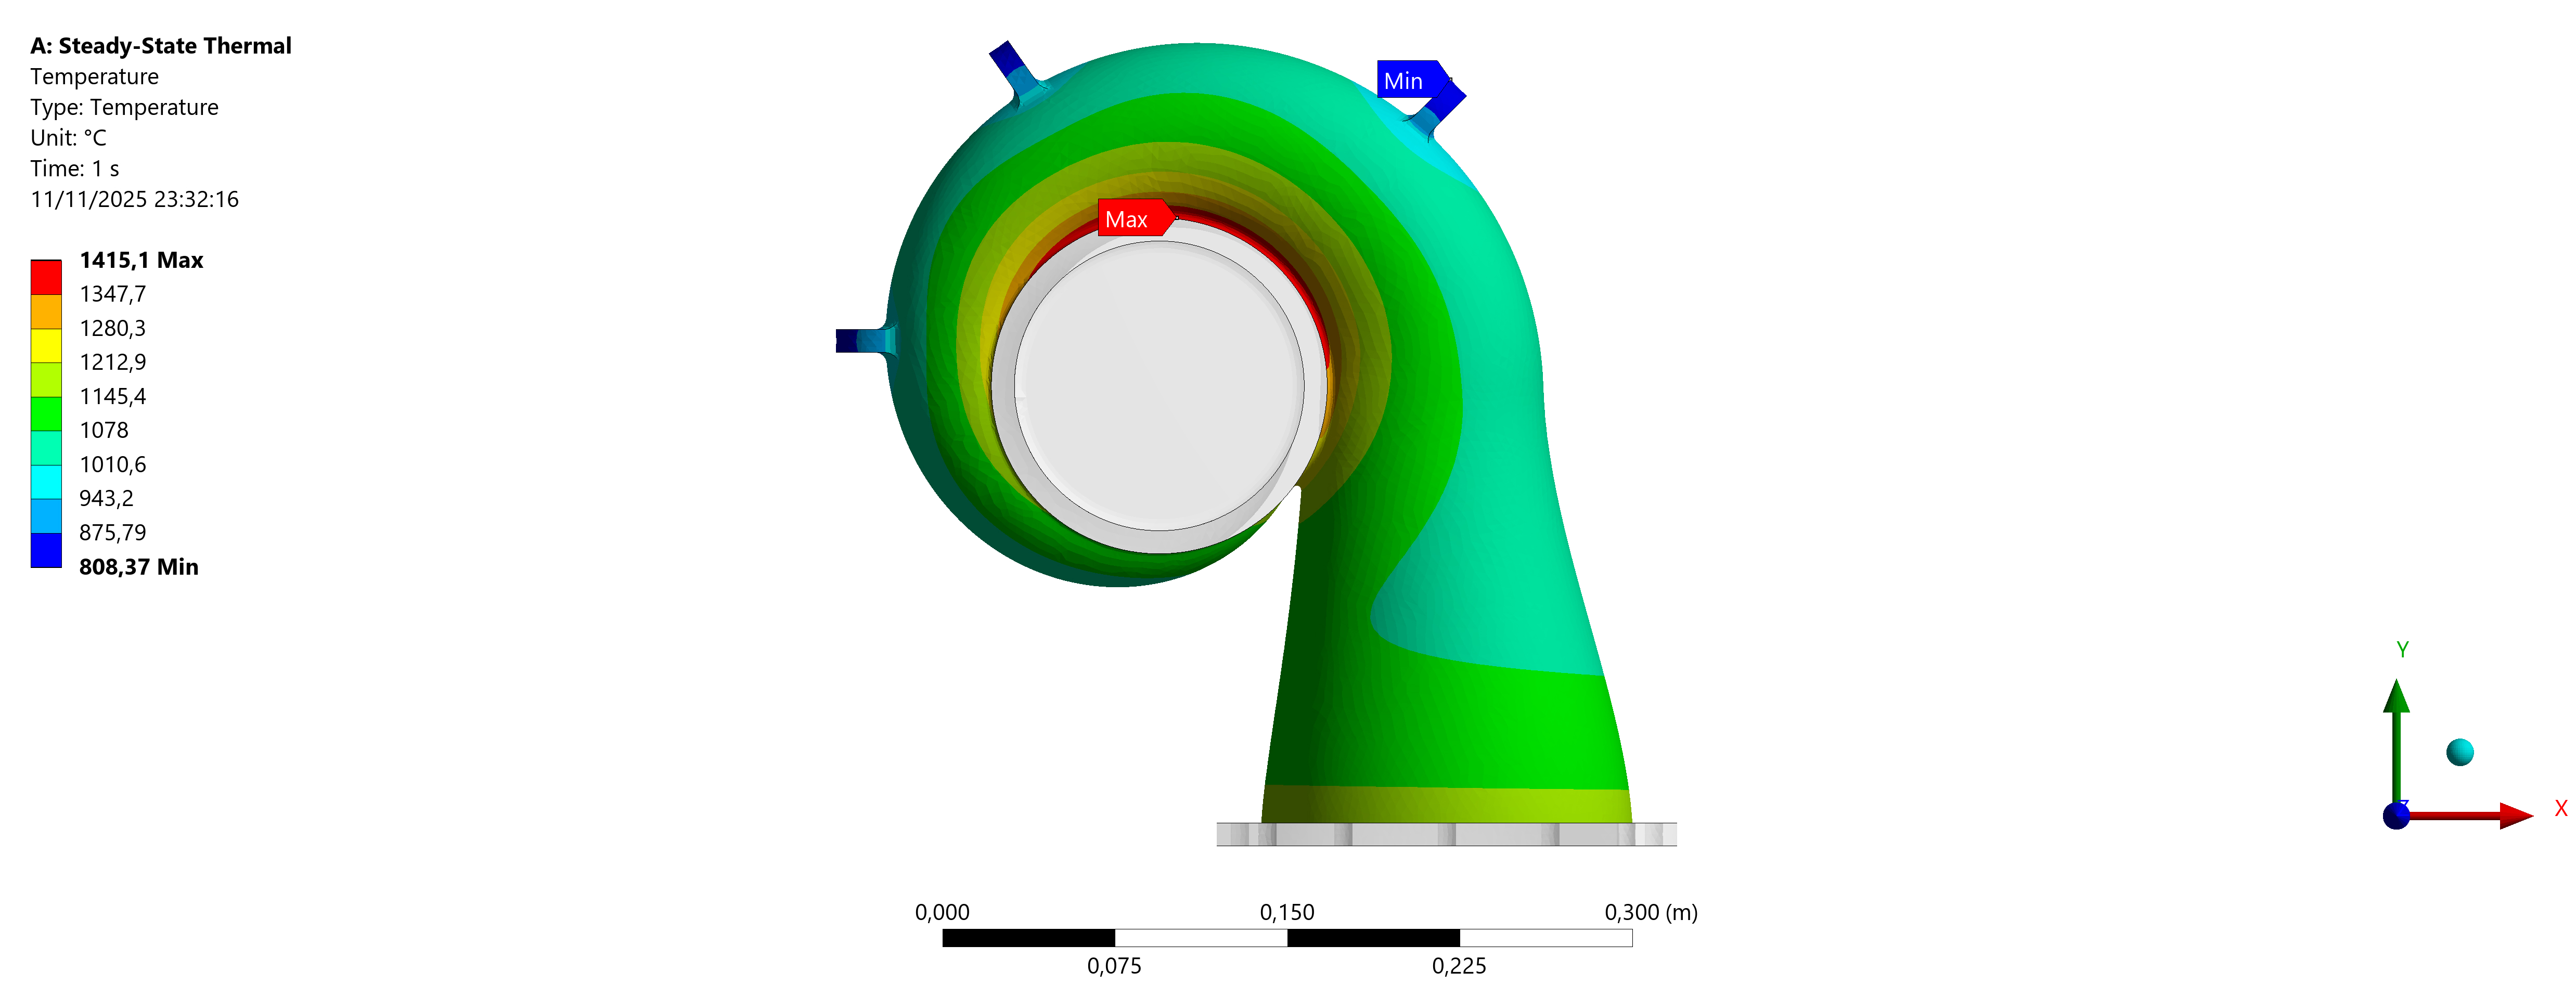 A: Steady-State Thermal
Temperature
Type: Temperature
Unit: °C
Time: 1 s
11/11/2025 23:32:16
1415,1 Max
1347,7
1280,3
1212,9
1145,4
1078
1010,6
943,2
875,79
808,37 Min
Min
Max
0,000
0,150
0,300 (m)
0,075
0,225
Y
Z
X